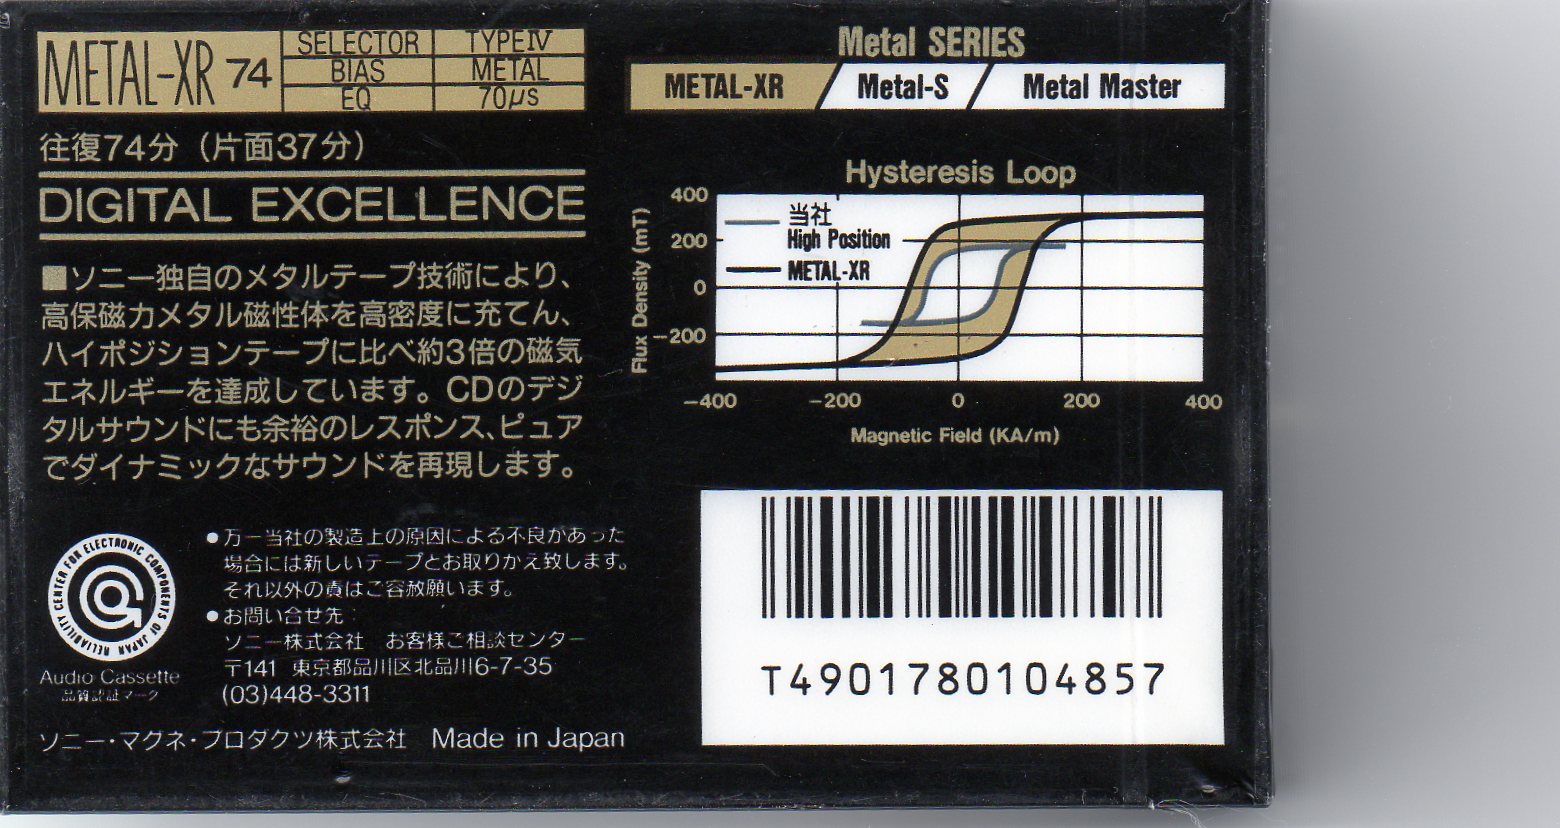 METAL-XR 74
SELECTOR TYPEⅣ
BIAS METAL
EQ 70μs
往復74分（片面37分）
DIGITAL EXCELLENCE
■ソニー独自のメタルテープ技術により、
高保磁力メタル磁性体を高密度に充てん、
ハイポジションテープに比べ約3倍の磁気
エネルギーを達成しています。CDのデジ
タルサウンドにも余裕のレスポンス、ピュア
でダイナミックなサウンドを再現します。
RELIABILITY CENTER FOR ELECTRONIC COMPONENTS OF JAPAN
Audio Cassette
品質認証マーク
●万一当社の製造上の原因による不良があった
場合には新しいテープとお取りかえ致します。
それ以外の責はご容赦願います。
●お問い合せ先:
ソニー株式会社 お客様ご相談センター
〒141 東京都品川区北品川6-7-35
(03)448-3311
ソニー・マグネ・プロダクツ株式会社 Made in Japan
Metal SERIES
METAL-XR Metal-S Metal Master
Hysteresis Loop
Flux Density (mT)
400
200
0
-200
当社
High Position
METAL-XR
-400 -200 0 200 400
Magnetic Field (KA/m)
T4901780104857